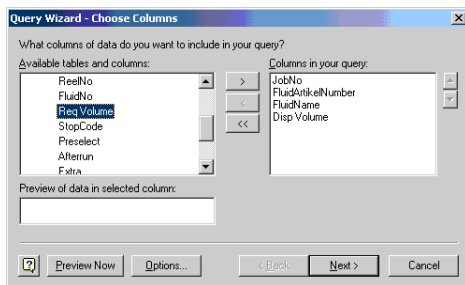 Query Wizard - Choose Columns
What columns of data do you want to include in your query?
Available tables and columns:
ReelNo
FluidNo
Req Volume
StopCode
Preselect
Afterrun
Extra
>
<
<<
Columns in your query:
JobNo
FluidArtikelNumber
FluidName
Disp Volume
Preview of data in selected column:
?
Preview Now
Options...
< Back
Next >
Cancel